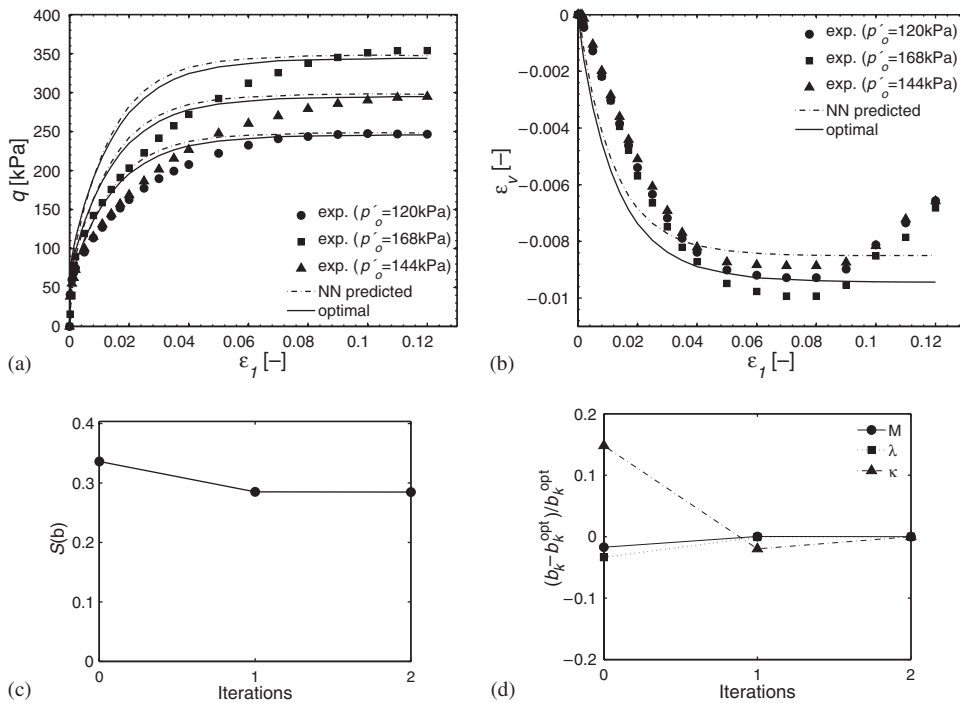 400
350
300
250
200
150
100
50
0
q [kPa]
0
0.02
0.04
0.06
0.08
0.1
0.12
ε1 [–]
exp. (p´o=120kPa)
exp. (p´o=168kPa)
exp. (p´o=144kPa)
NN predicted
optimal
(a)
0
−0.002
−0.004
−0.006
−0.008
−0.01
εv [–]
0
0.02
0.04
0.06
0.08
0.1
0.12
ε1 [–]
exp. (p´o=120kPa)
exp. (p´o=168kPa)
exp. (p´o=144kPa)
NN predicted
optimal
(b)
0.4
0.3
0.2
0.1
0
S(b)
0
1
2
Iterations
(c)
0.2
0.1
0
−0.1
−0.2
(bk−bkopt)/bkopt
0
1
2
Iterations
M
λ
κ
(d)